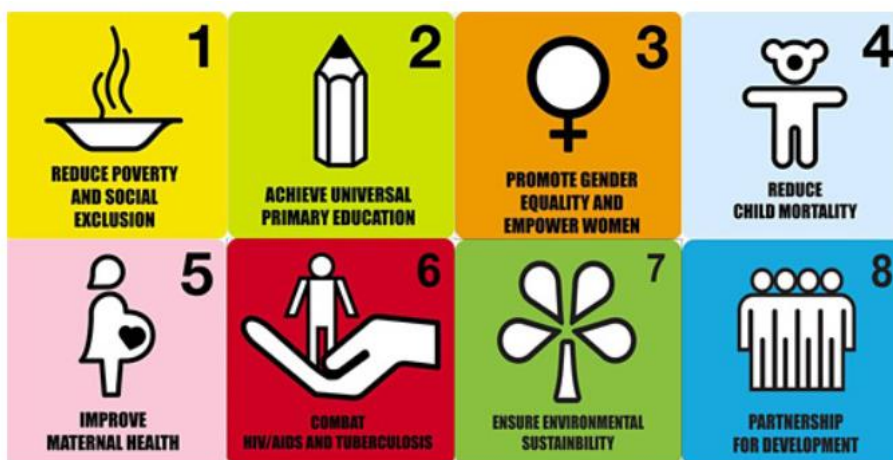 1
REDUCE POVERTY
AND SOCIAL
EXCLUSION
2
ACHIEVE UNIVERSAL
PRIMARY EDUCATION
3
PROMOTE GENDER
EQUALITY AND
EMPOWER WOMEN
4
REDUCE
CHILD MORTALITY
5
IMPROVE
MATERNAL HEALTH
6
COMBAT
HIV/AIDS AND TUBERCULOSIS
7
ENSURE ENVIRONMENTAL
SUSTAINBILITY
8
PARTNERSHIP
FOR DEVELOPMENT